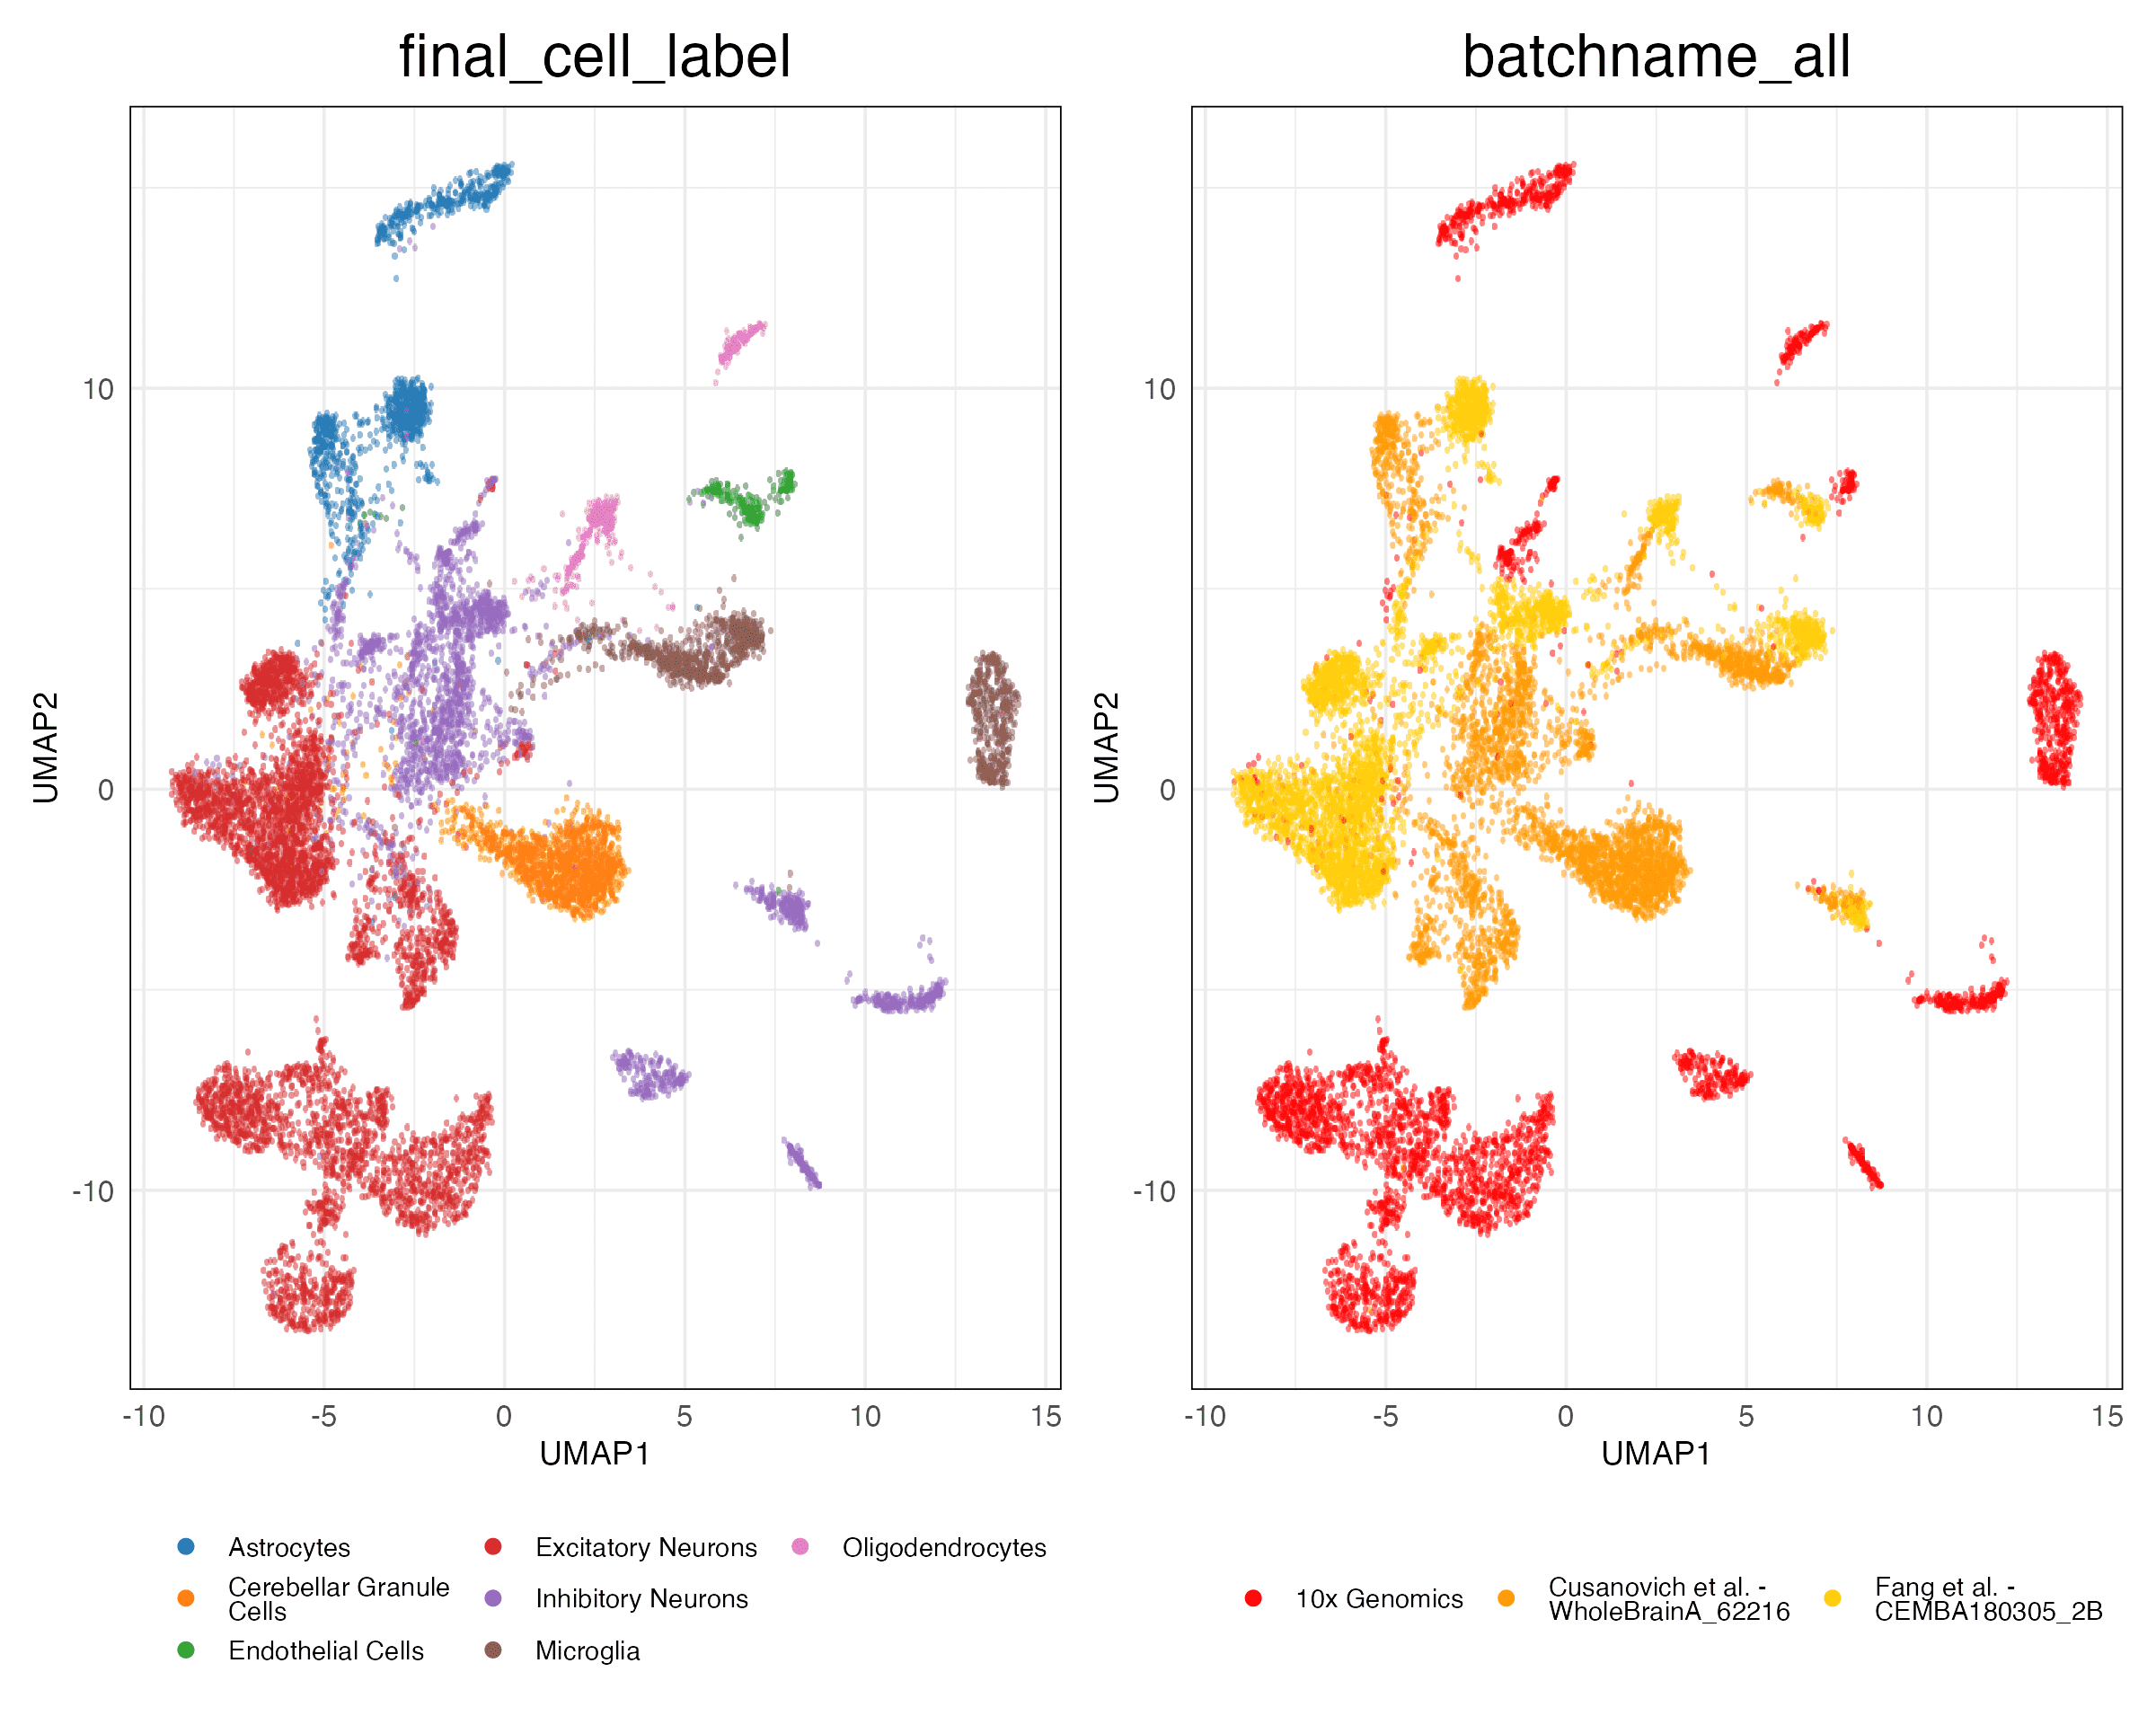 final_cell_label
batchname_all
UMAP2
10
0
-10
-10
-5
0
5
10
15
UMAP1
UMAP2
10
0
-10
-10
-5
0
5
10
15
UMAP1
Astrocytes
Cerebellar Granule
Cells
Endothelial Cells
Excitatory Neurons
Inhibitory Neurons
Microglia
Oligodendrocytes
10x Genomics
Cusanovich et al. -
WholeBrainA_62216
Fang et al. -
CEMBA180305_2B